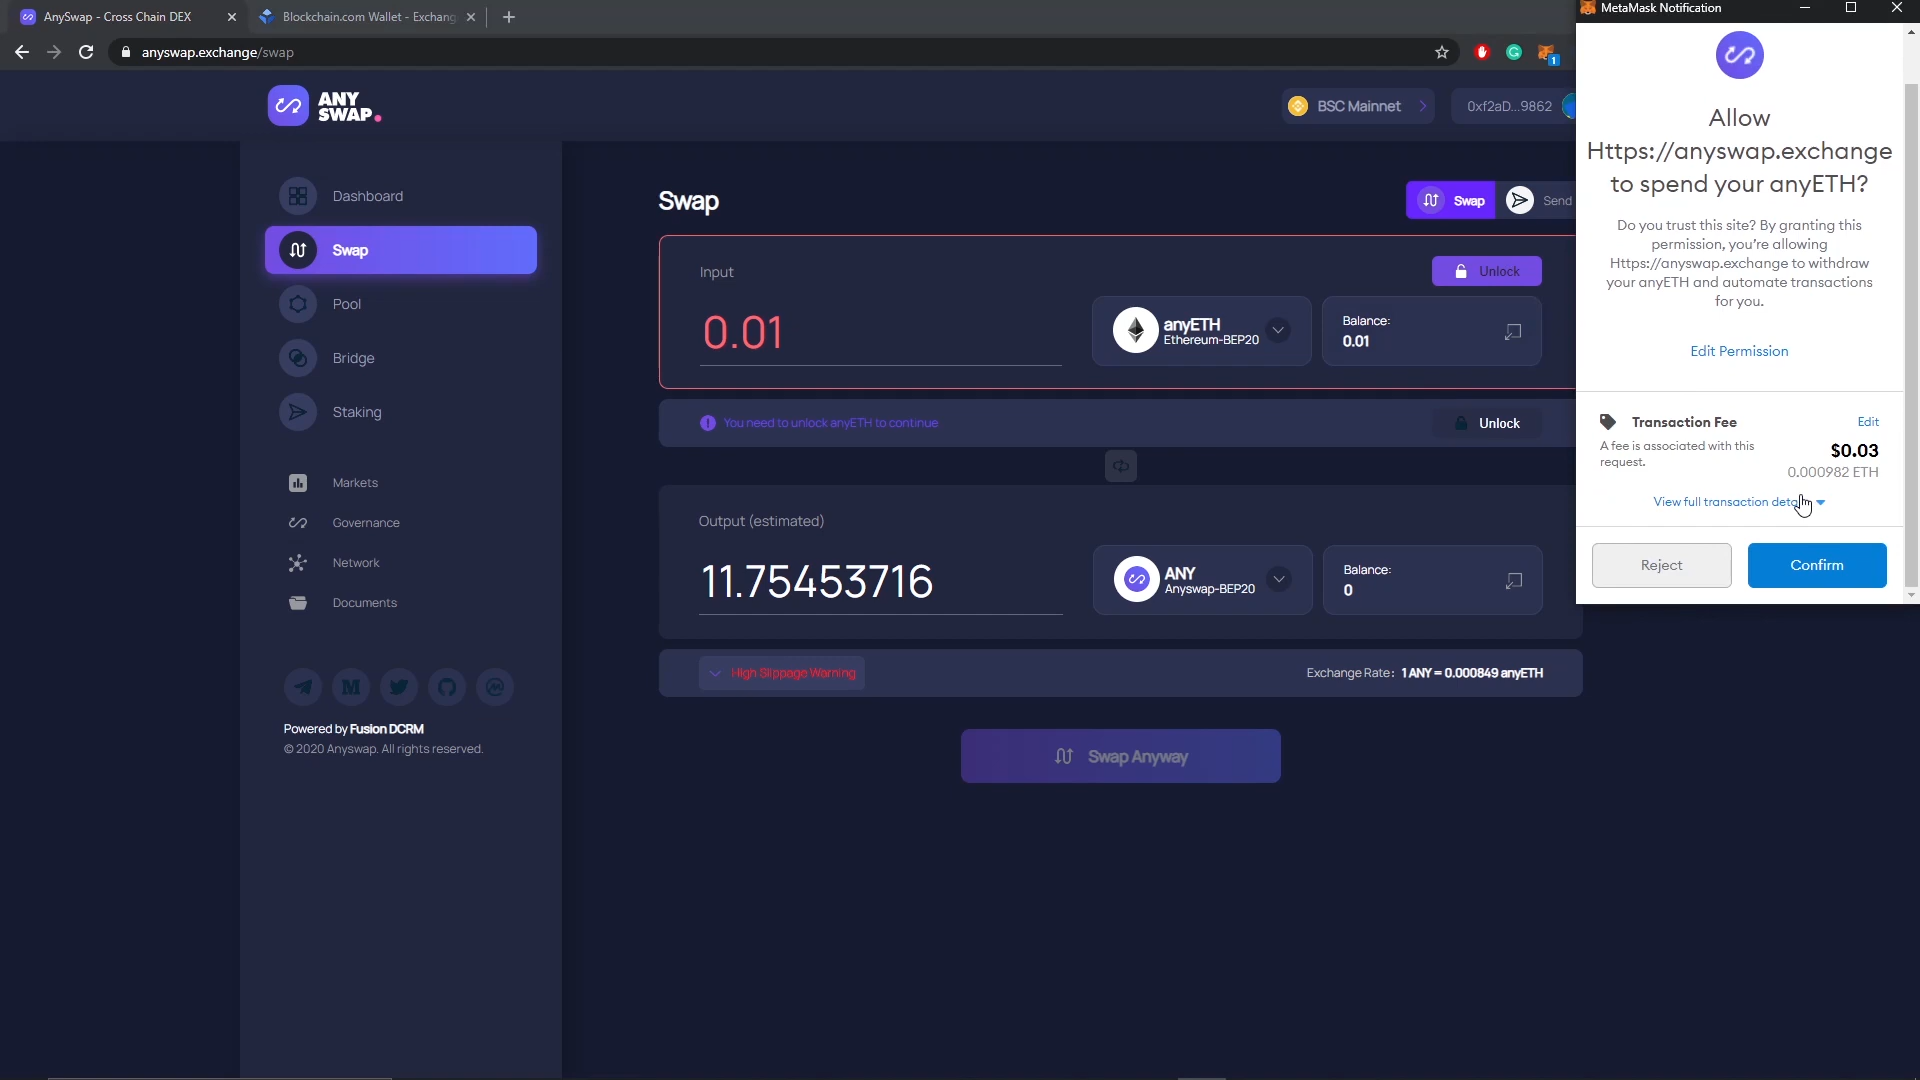 AnySwap - Cross Chain DEX
Blockchain.com Wallet - Exchang
MetaMask Notification
anyswap.exchange/swap
1
ANY
SWAP.
BSC Mainnet
0xf2aD...9862
Dashboard
Swap
Pool
Bridge
Staking
Markets
Governance
Network
Documents
Powered by Fusion DCRM
© 2020 Anyswap. All rights reserved.
Swap
Swap
Send
Input
Unlock
0.01
anyETH
Ethereum-BEP20
Balance:
0.01
You need to unlock anyETH to continue
Unlock
Output (estimated)
11.75453716
ANY
Anyswap-BEP20
Balance:
0
High Slippage Warning
Exchange Rate: 1 ANY = 0.000849 anyETH
Swap Anyway
Allow
Https://anyswap.exchange
to spend your anyETH?
Do you trust this site? By granting this
permission, you're allowing
Https://anyswap.exchange to withdraw
your anyETH and automate transactions
for you.
Edit Permission
Transaction Fee
Edit
A fee is associated with this
request.
$0.03
0.000982 ETH
View full transaction
Reject
Confirm